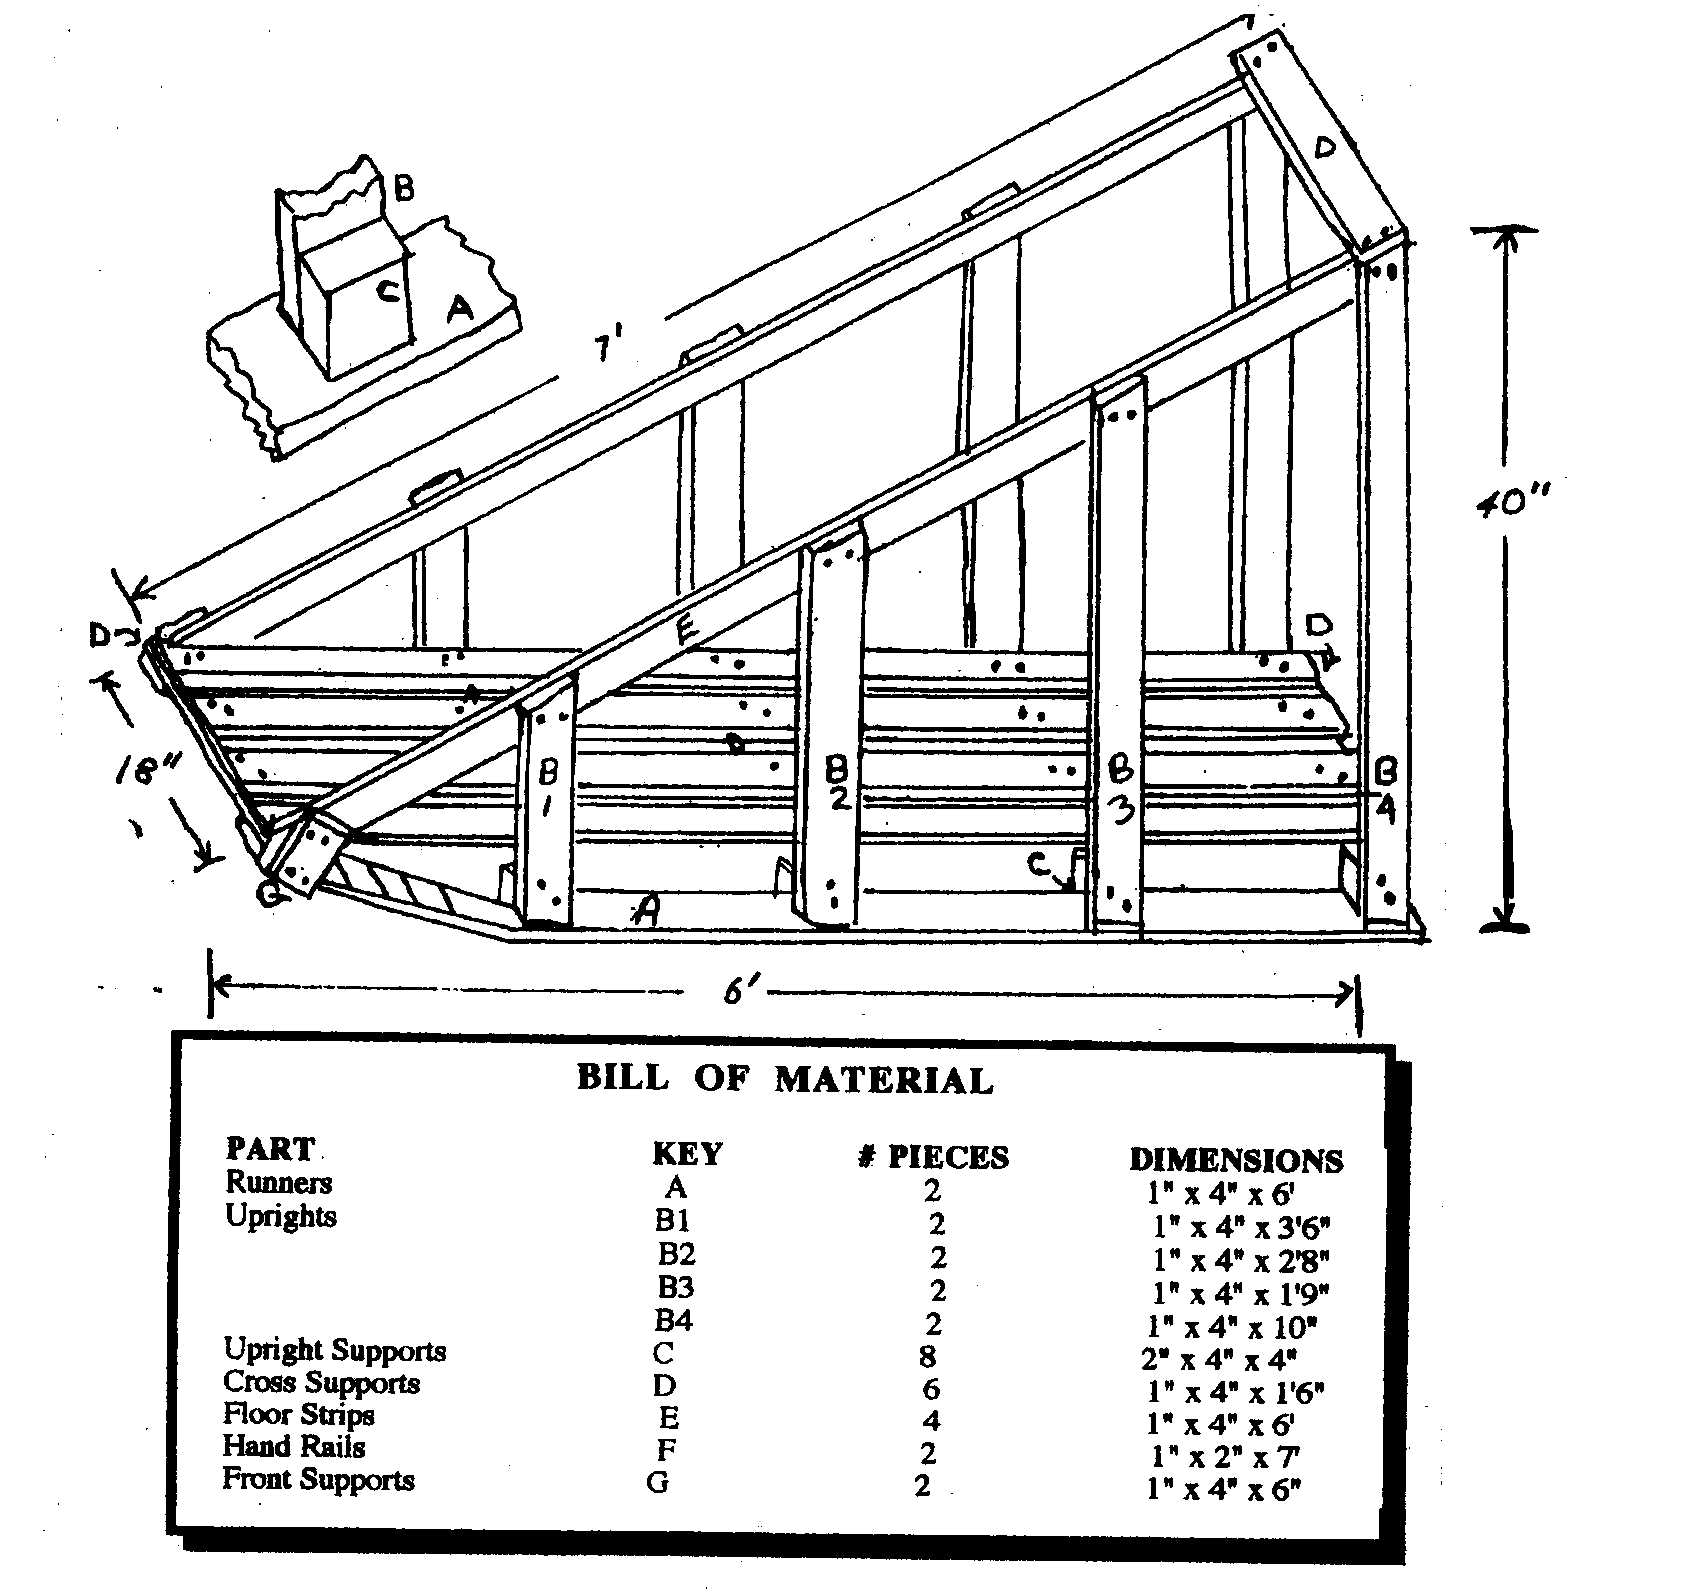 B
C
A
D
7'
40"
D
E
D
A
18"
B
1
B
2
B
3
B
4
C
G
A
6'
BILL OF MATERIAL
PART KEY # PIECES DIMENSIONS
Runners A 2 1" x 4" x 6'
Uprights B1 2 1" x 4" x 3'6"
B2 2 1" x 4" x 2'8"
B3 2 1" x 4" x 1'9"
B4 2 1" x 4" x 10"
Upright Supports C 8 2" x 4" x 4"
Cross Supports D 6 1" x 4" x 1'6"
Floor Strips E 4 1" x 4" x 6'
Hand Rails F 2 1" x 2" x 7'
Front Supports G 2 1" x 4" x 6"